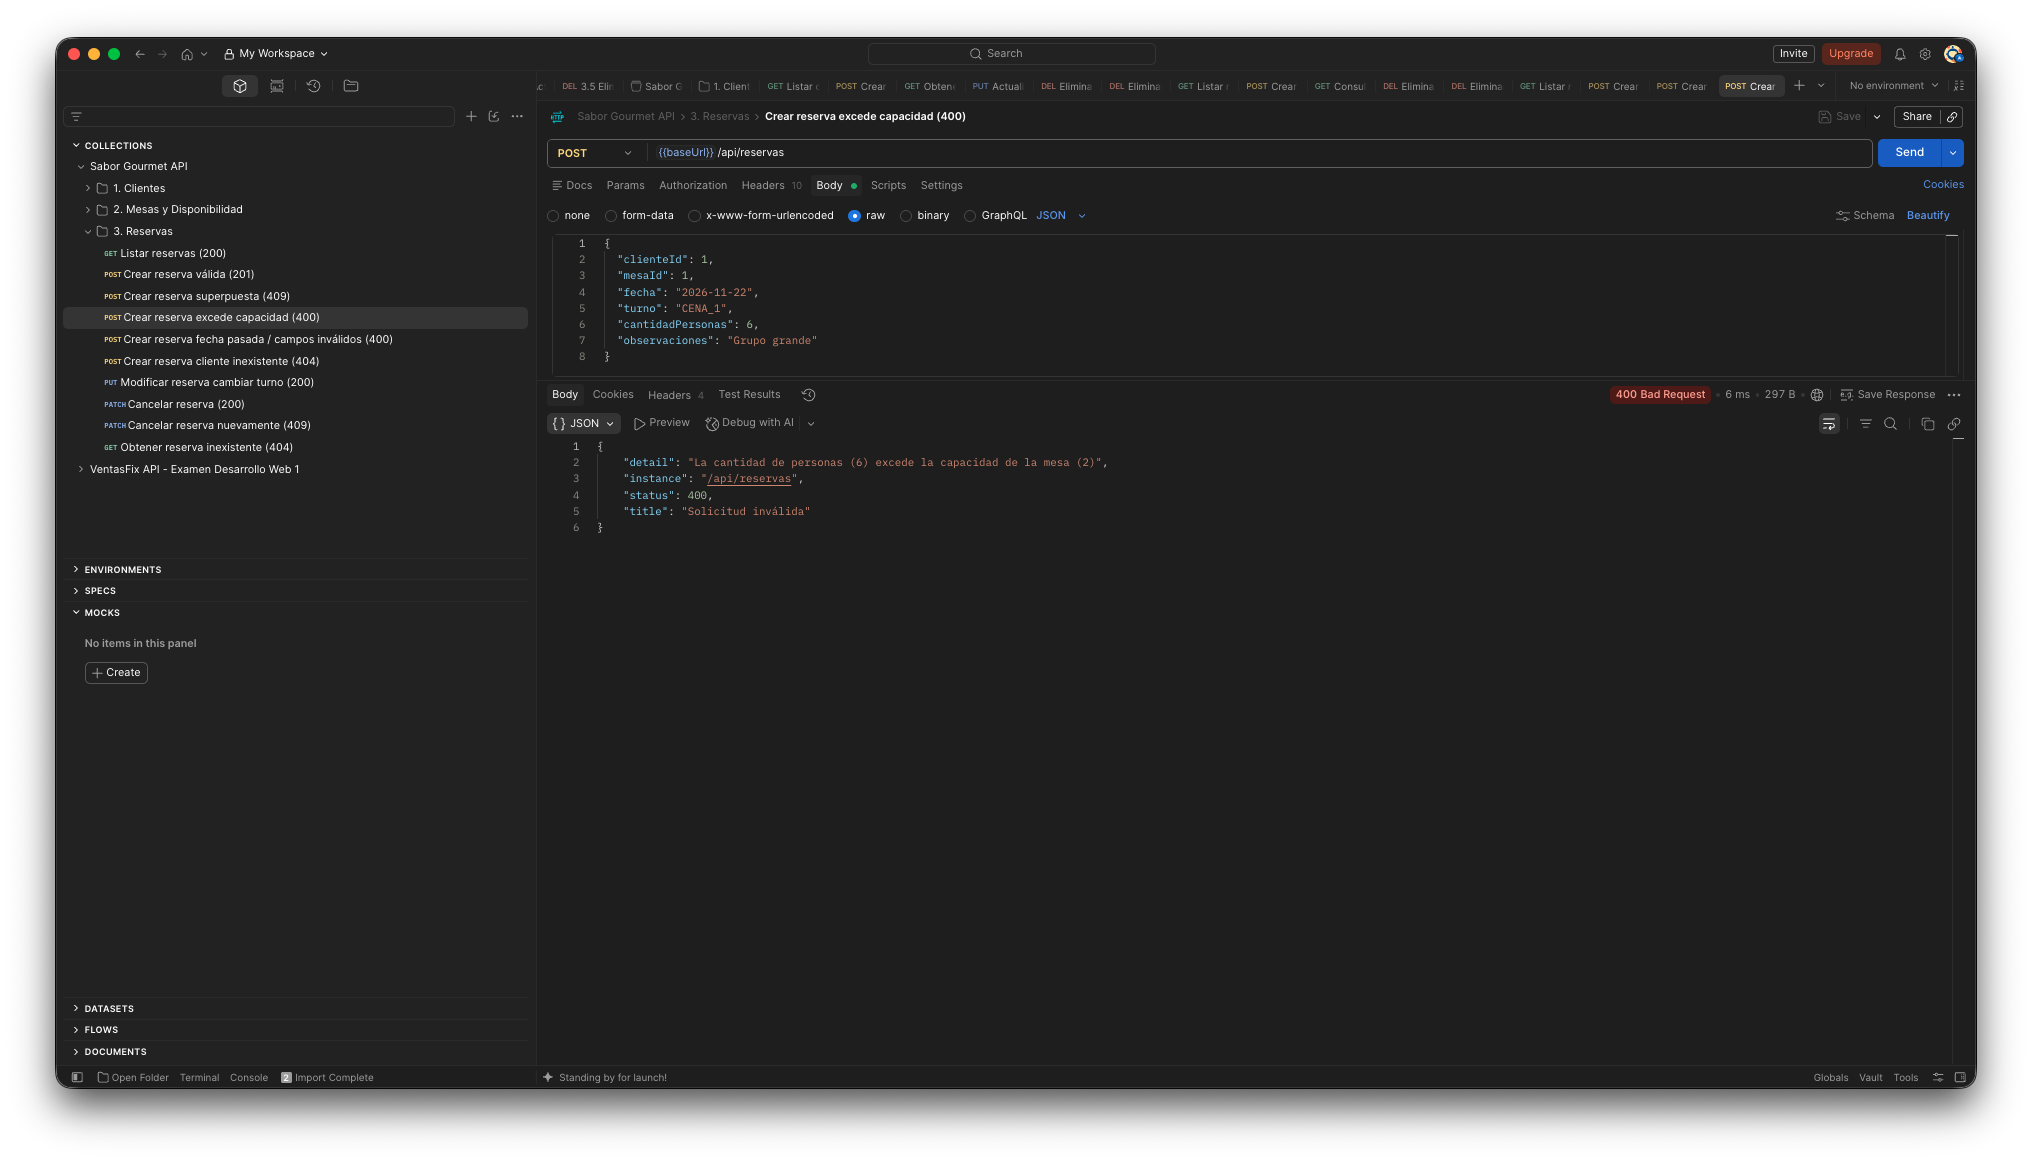 My Workspace
Search
Invite
Upgrade
DEL 3.5 Elin
Sabor G
1. Client
GET Listar
POST Crear
GET Obten
PUT Actual
DEL Elimina
DEL Elimina
GET Listar
POST Crear
GET Consu
DEL Elimina
DEL Elimina
GET Listar
POST Crear
POST Crear
POST Crear
No environment
Sabor Gourmet API > 3. Reservas > Crear reserva excede capacidad (400)
Save
Share
COLLECTIONS
Sabor Gourmet API
1. Clientes
2. Mesas y Disponibilidad
3. Reservas
GET Listar reservas (200)
POST Crear reserva válida (201)
POST Crear reserva superpuesta (409)
POST Crear reserva excede capacidad (400)
POST Crear reserva fecha pasada / campos inválidos (400)
POST Crear reserva cliente inexistente (404)
PUT Modificar reserva cambiar turno (200)
PATCH Cancelar reserva (200)
PATCH Cancelar reserva nuevamente (409)
GET Obtener reserva inexistente (404)
VentasFix API - Examen Desarrollo Web 1
ENVIRONMENTS
SPECS
MOCKS
No items in this panel
Create
DATASETS
FLOWS
DOCUMENTS
POST
{{baseUrl}} /api/reservas
Send
Docs Params Authorization Headers 10 Body Scripts Settings
Cookies
none form-data x-www-form-urlencoded raw binary GraphQL JSON
Schema Beautify
1 {
2 "clienteId": 1,
3 "mesaId": 1,
4 "fecha": "2026-11-22",
5 "turno": "CENA_1",
6 "cantidadPersonas": 6,
7 "observaciones": "Grupo grande"
8 }
Body Cookies Headers 4 Test Results
400 Bad Request • 6 ms • 297 B
e.g. Save Response
{ } JSON Preview Debug with AI
1 {
2 "detail": "La cantidad de personas (6) excede la capacidad de la mesa (2)",
3 "instance": "/api/reservas",
4 "status": 400,
5 "title": "Solicitud inválida"
6 }
Open Folder Terminal Console 2 Import Complete
Standing by for launch!
Globals Vault Tools